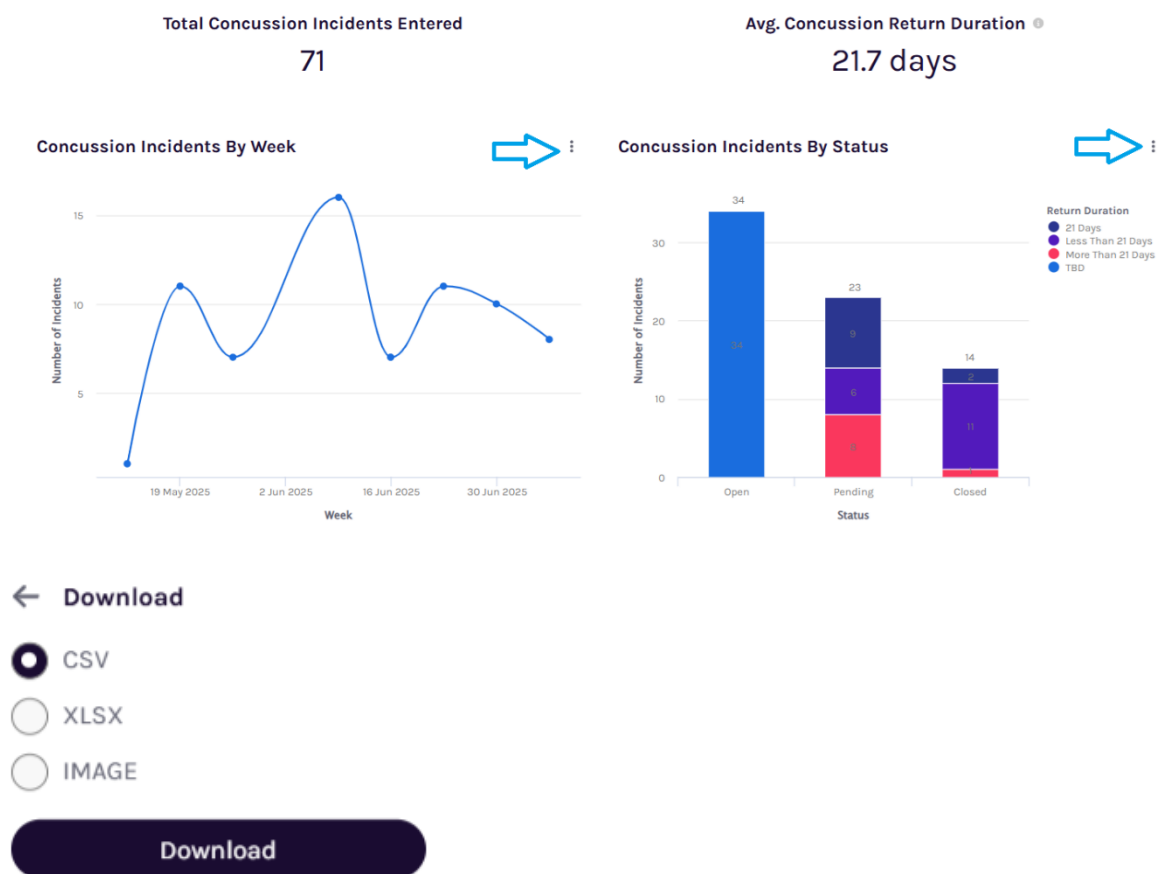 Total Concussion Incidents Entered
71
Avg. Concussion Return Duration
21.7 days
Concussion Incidents By Week
Number of Incidents
15
10
5
19 May 2025
2 Jun 2025
16 Jun 2025
30 Jun 2025
Week
Concussion Incidents By Status
Number of Incidents
30
20
10
0
34
34
23
9
6
8
14
2
11
1
Open
Pending
Closed
Status
Return Duration
21 Days
Less Than 21 Days
More Than 21 Days
TBD
Download
CSV
XLSX
IMAGE
Download